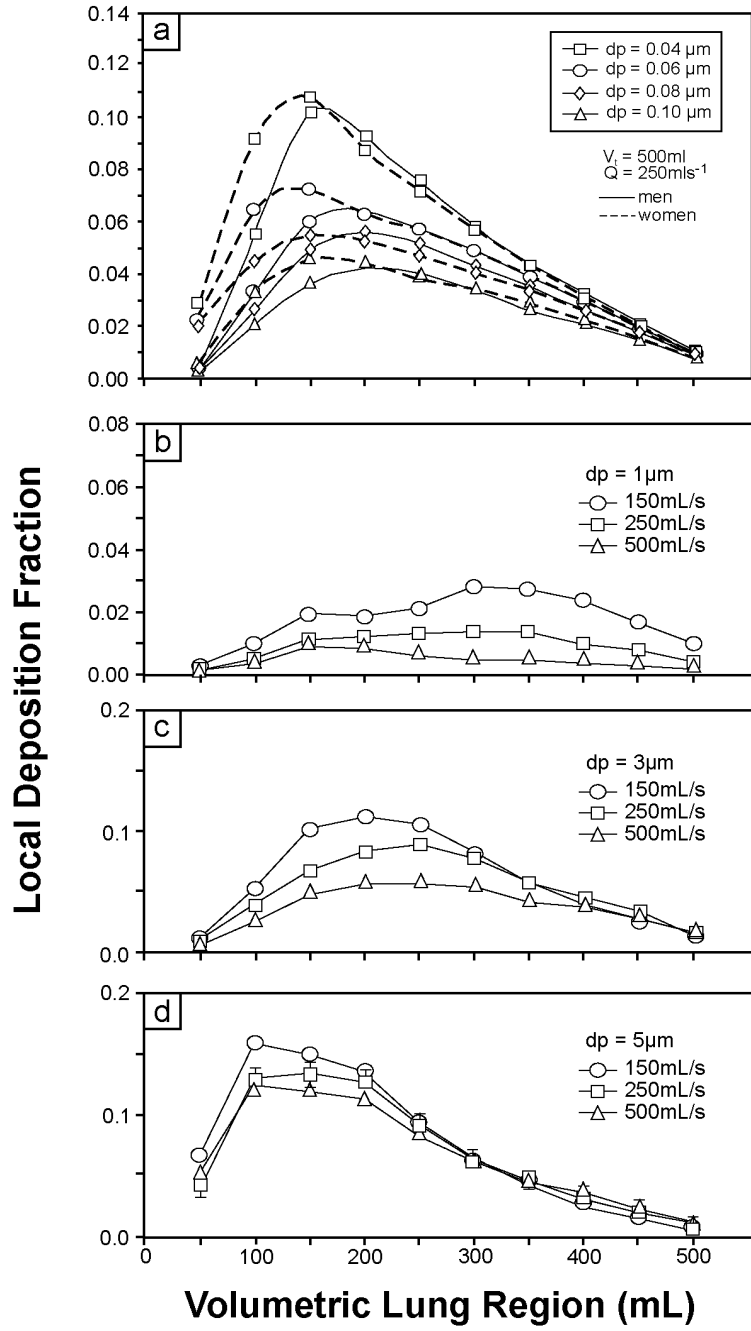 a
0.14
0.12
0.10
0.08
0.06
0.04
0.02
0.00
dp = 0.04 µm
dp = 0.06 µm
dp = 0.08 µm
dp = 0.10 µm
Vt = 500ml
Q = 250mls-1
men
women
b
0.08
0.06
0.04
0.02
0.00
dp = 1µm
150mL/s
250mL/s
500mL/s
c
0.2
0.1
0.0
dp = 3µm
150mL/s
250mL/s
500mL/s
d
0.2
0.1
0.0
dp = 5µm
150mL/s
250mL/s
500mL/s
0 100 200 300 400 500
Local Deposition Fraction
Volumetric Lung Region (mL)